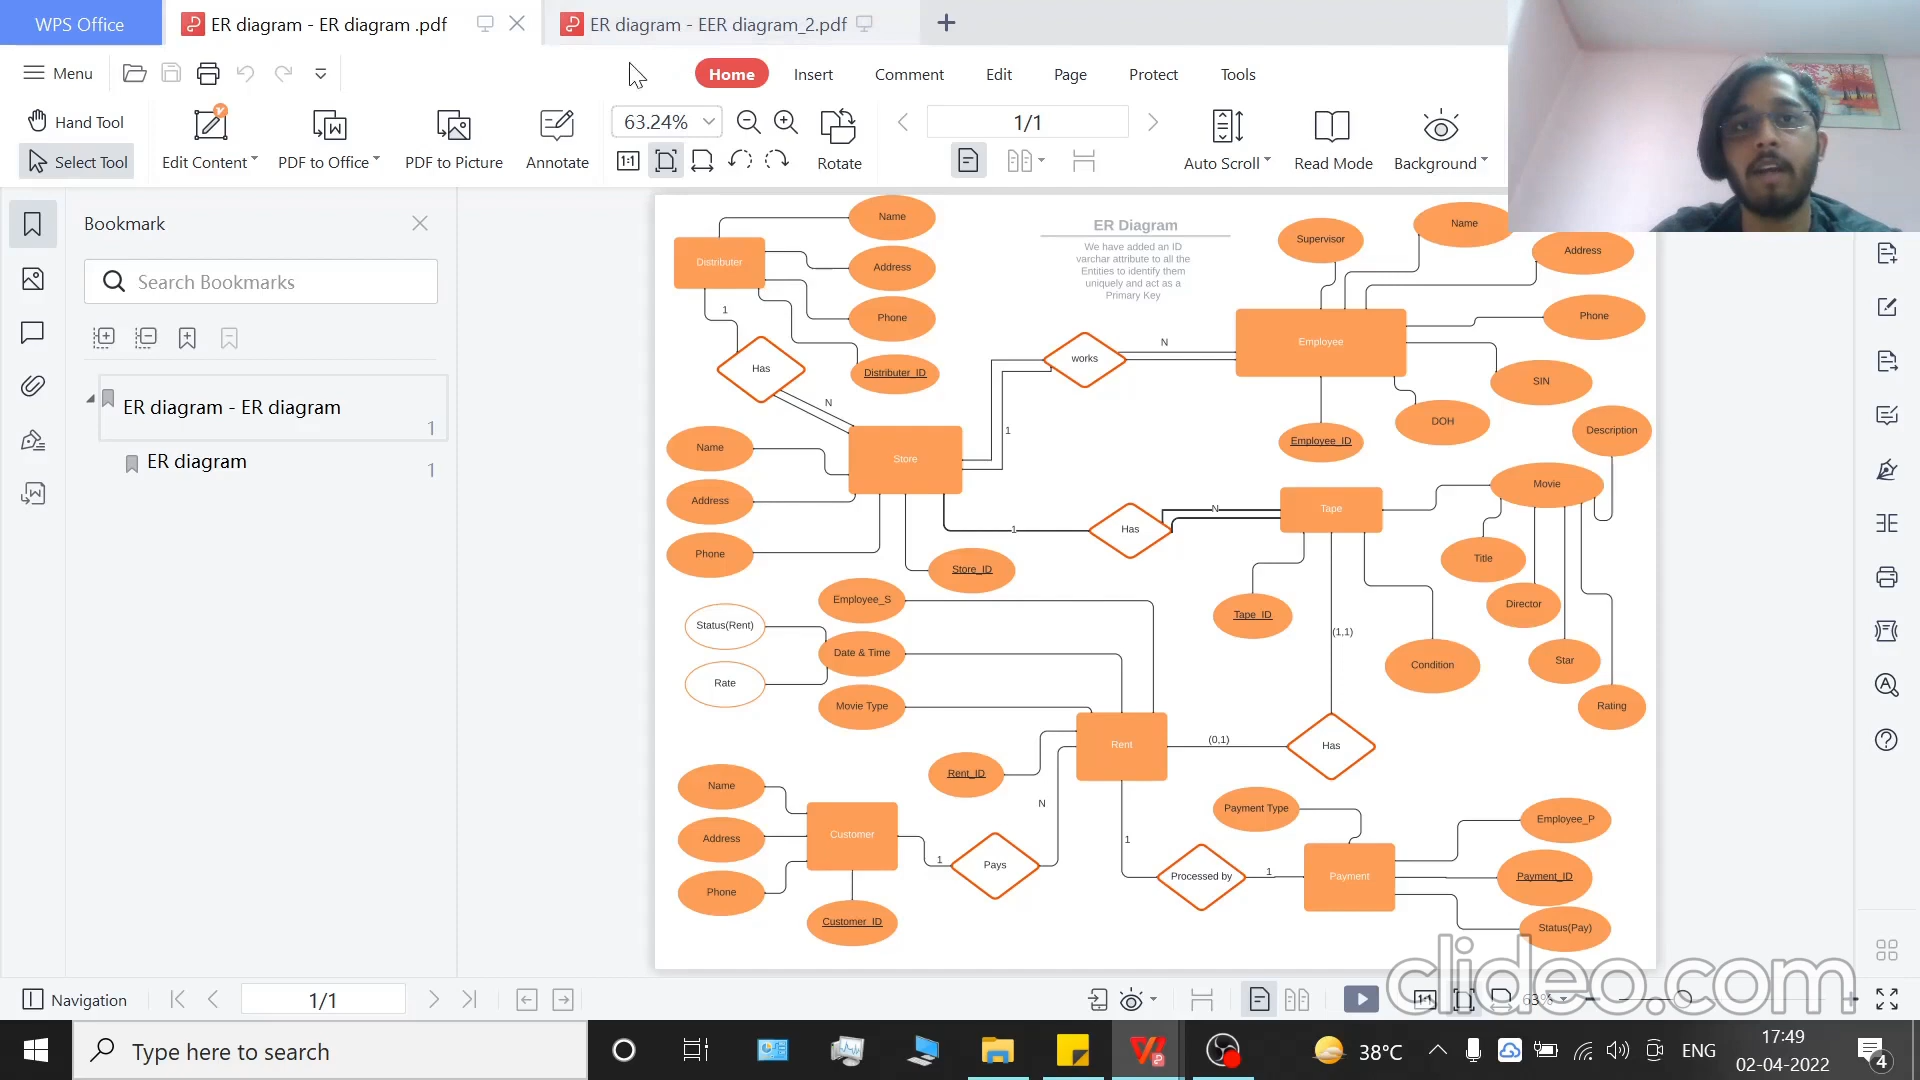 WPS Office
ER diagram - ER diagram .pdf
ER diagram - EER diagram_2.pdf
Menu
Home
Insert
Comment
Edit
Page
Protect
Tools
Hand Tool
Select Tool
Edit Content
PDF to Office
PDF to Picture
Annotate
63.24%
1:1
Rotate
1/1
Auto Scroll
Read Mode
Background
Bookmark
Search Bookmarks
ER diagram - ER diagram
1
ER diagram
1
ER Diagram
We have added an ID
varchar attribute to all the
Entities to identify them
uniquely and act as a
Primary Key
Distributer
Name
Address
Phone
Distributer_ID
1
Has
N
works
N
1
Supervisor
Name
Address
Employee
Phone
SIN
DOH
Employee_ID
Description
Name
Address
Phone
Store
Store_ID
1
Has
N
Tape
Movie
Title
Director
Star
Rating
Tape_ID
Condition
(1,1)
Employee_S
Status(Rent)
Date & Time
Rate
Movie Type
Rent
(0,1)
Has
Rent_ID
N
Name
Address
Phone
Customer
Customer_ID
1
Pays
1
Processed by
1
Payment Type
Payment
Employee_P
Payment_ID
Status(Pay)
clideo.com
Navigation
1/1
1:1
63%
Type here to search
38°C
ENG
17:49
02-04-2022
4